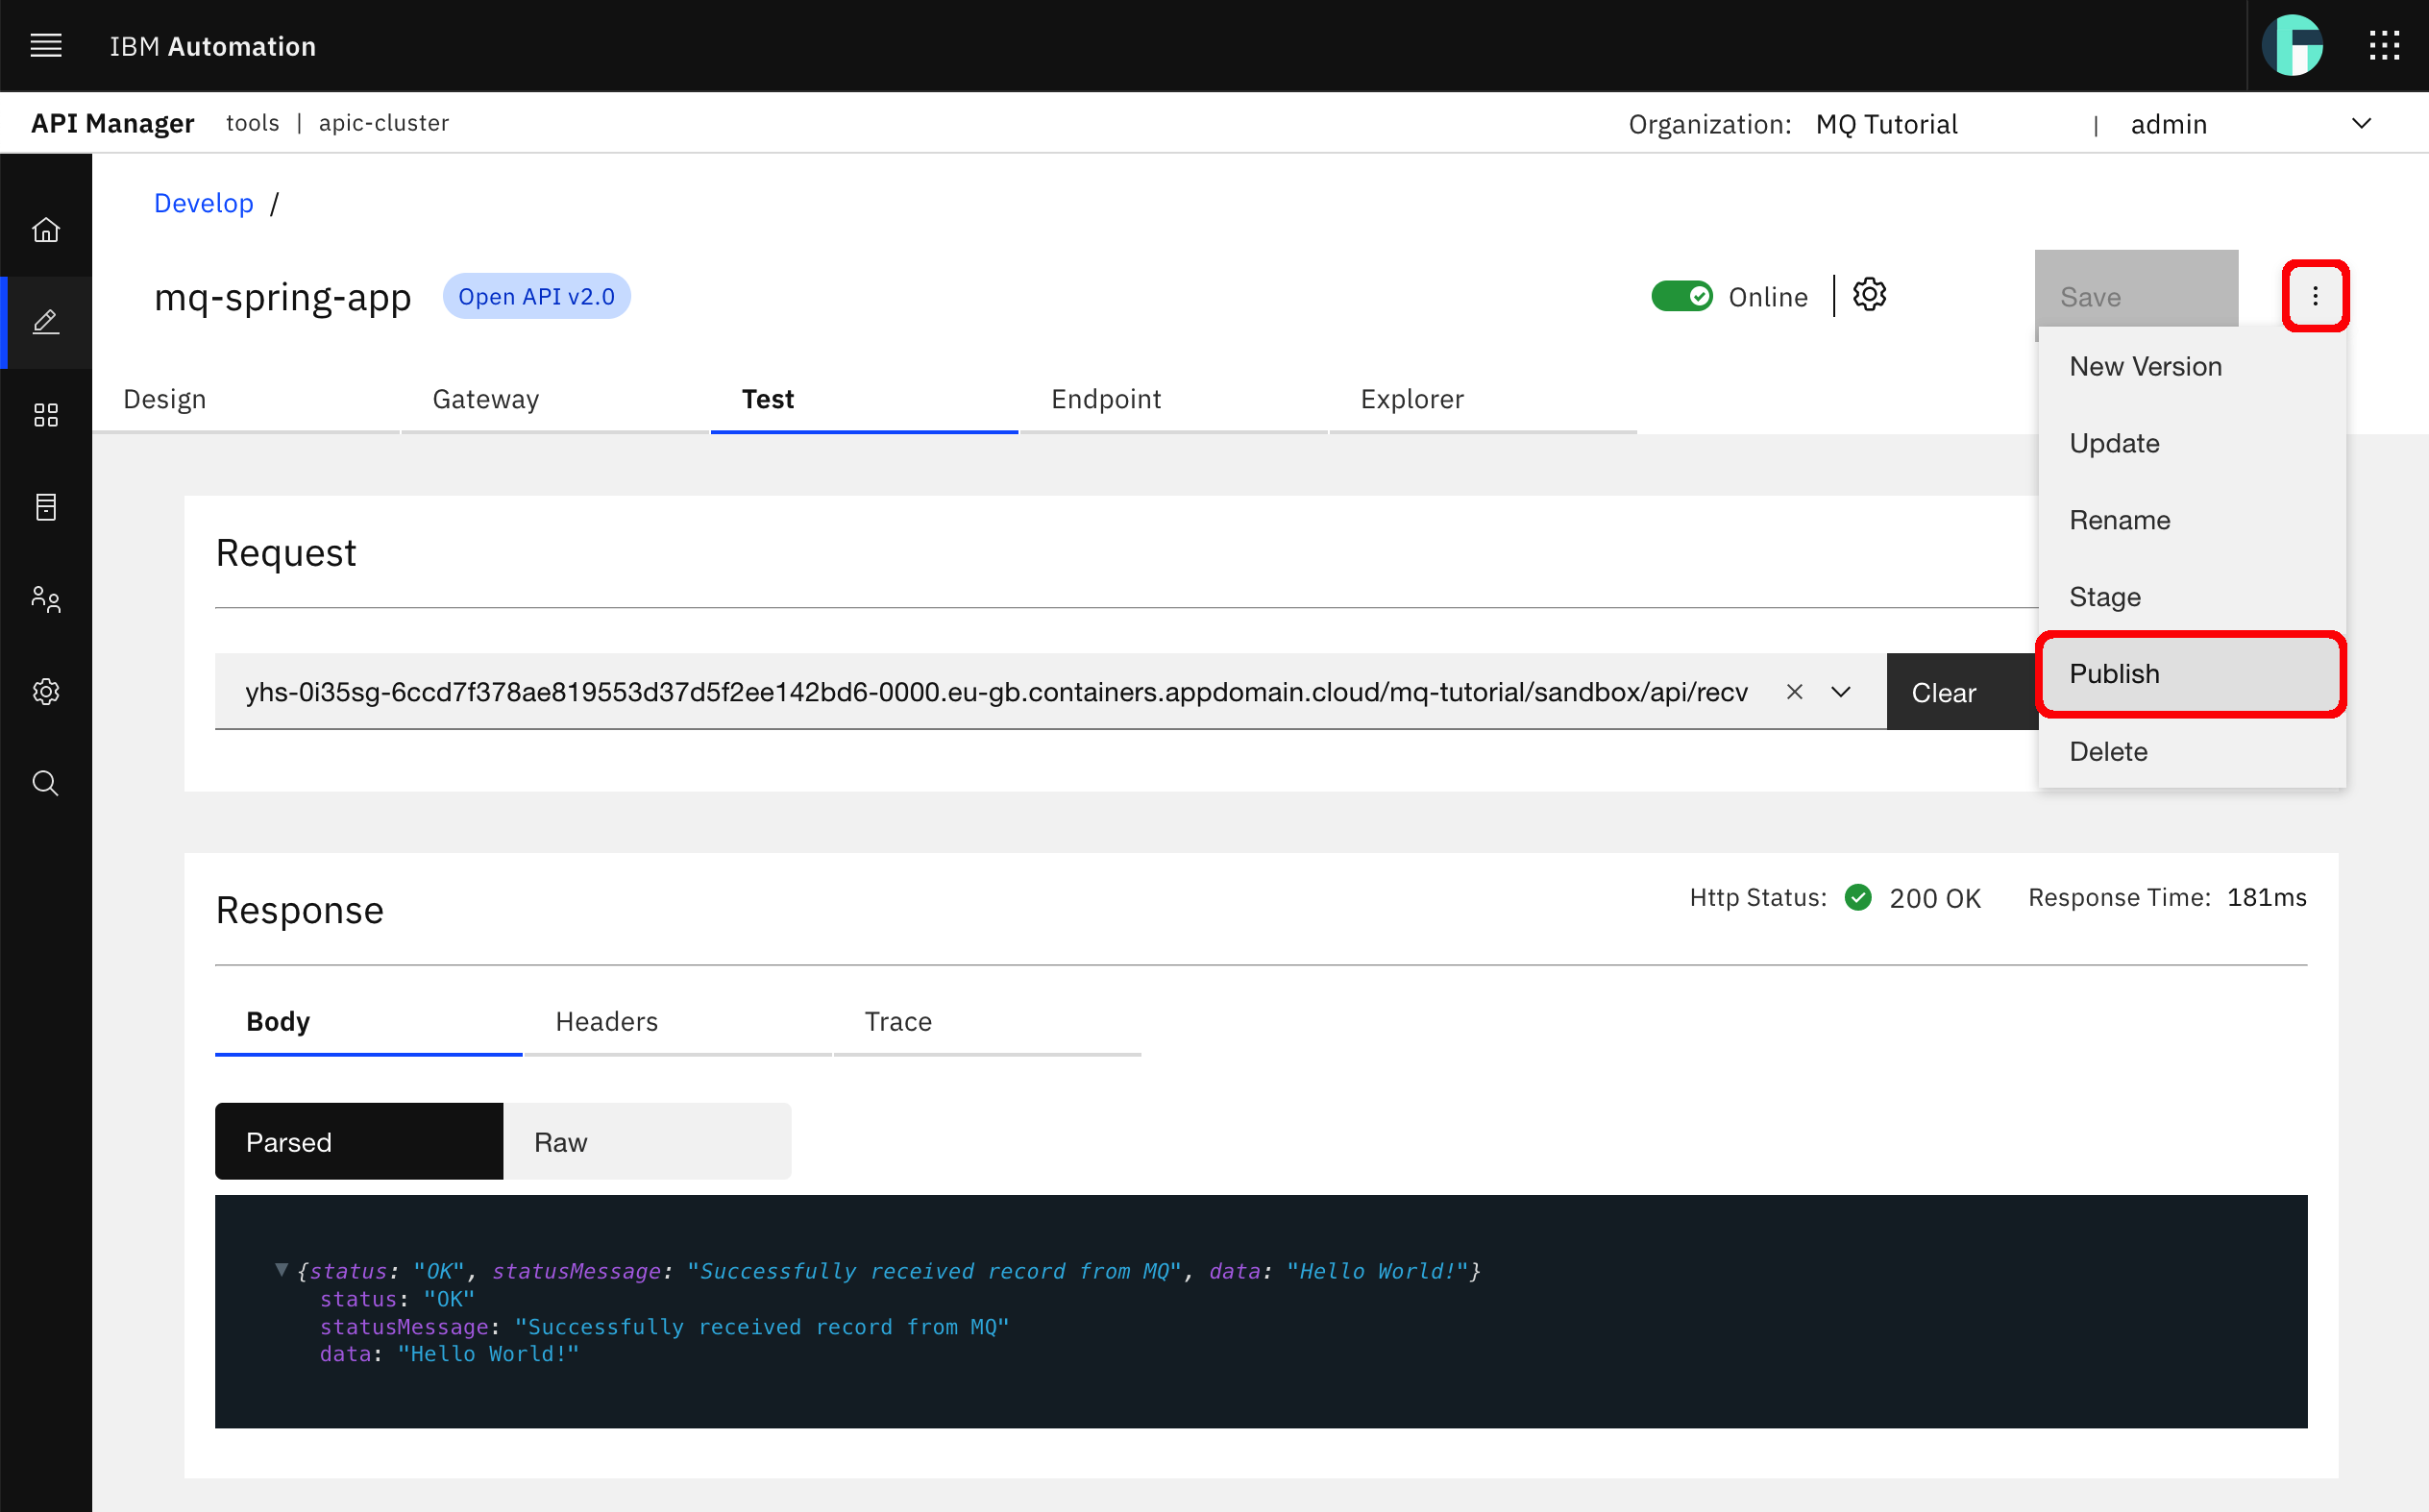 IBM Automation
API Manager tools | apic-cluster Organization: MQ Tutorial | admin
Develop /
mq-spring-app Open API v2.0 Online Save
New Version
Update
Rename
Stage
Publish
Delete
Design Gateway Test Endpoint Explorer
Request
yhs-0i35sg-6ccd7f378ae819553d37d5f2ee142bd6-0000.eu-gb.containers.appdomain.cloud/mq-tutorial/sandbox/api/recv Clear
Response Http Status: 200 OK Response Time: 181ms
Body Headers Trace
Parsed Raw
{status: "OK", statusMessage: "Successfully received record from MQ", data: "Hello World!"}
status: "OK"
statusMessage: "Successfully received record from MQ"
data: "Hello World!"